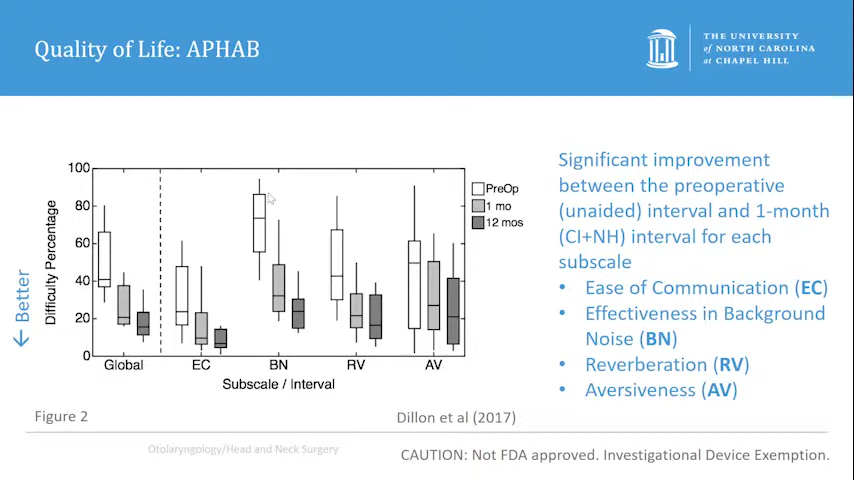 Quality of Life: APHAB
THE UNIVERSITY
of NORTH CAROLINA
at CHAPEL HILL
100
80
60
40
20
0
Difficulty Percentage
← Better
PreOp
1 mo
12 mos
Global EC BN RV AV
Subscale / Interval
Significant improvement
between the preoperative
(unaided) interval and 1-month
(CI+NH) interval for each
subscale
• Ease of Communication (EC)
• Effectiveness in Background
Noise (BN)
• Reverberation (RV)
• Aversiveness (AV)
Figure 2
Dillon et al (2017)
Otolaryngology/Head and Neck Surgery
CAUTION: Not FDA approved. Investigational Device Exemption.